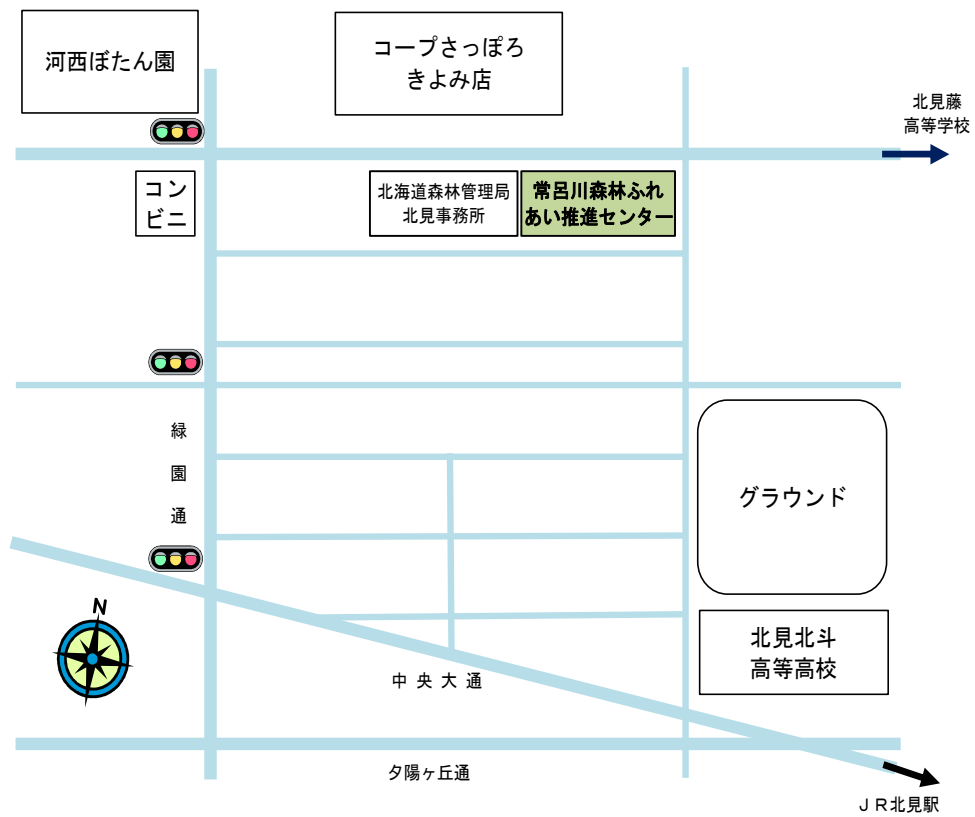 河西ぼたん園
コープさっぽろ
きよみ店
北見藤
高等学校
コン
ビニ
北海道森林管理局
北見事務所
常呂川森林ふれ
あい推進センター
緑
園
通
グラウンド
N
北見北斗
高等高校
中央大通
夕陽ヶ丘通
ＪＲ北見駅